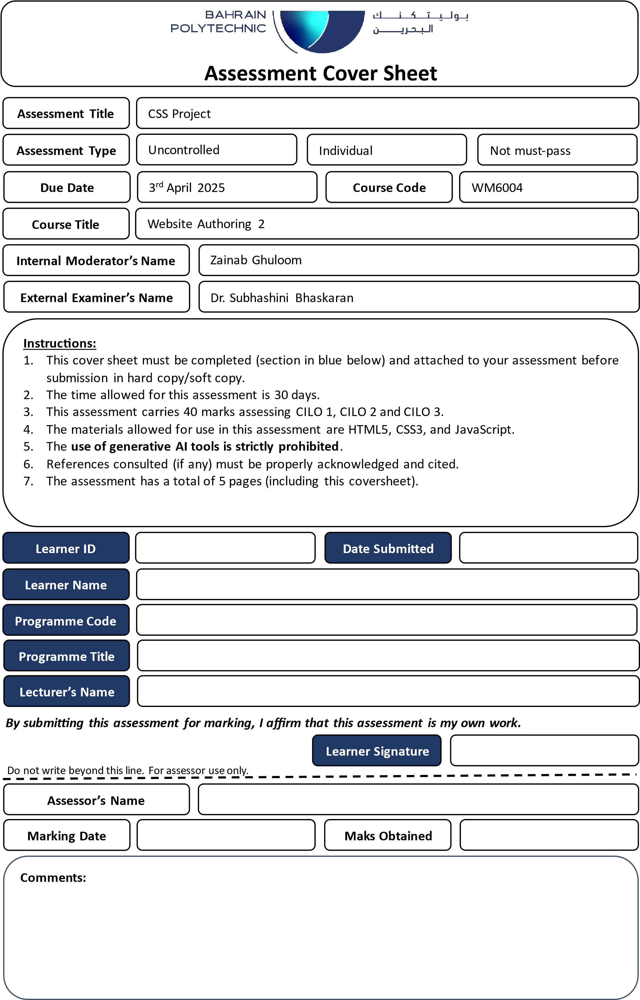 BAHRAIN
POLYTECHNIC
بوليتكنك
البحرين
Assessment Cover Sheet
Assessment Title
CSS Project
Assessment Type
Uncontrolled
Individual
Not must-pass
Due Date
3rd April 2025
Course Code
WM6004
Course Title
Website Authoring 2
Internal Moderator’s Name
Zainab Ghuloom
External Examiner’s Name
Dr. Subhashini Bhaskaran
Instructions:
1. This cover sheet must be completed (section in blue below) and attached to your assessment before
submission in hard copy/soft copy.
2. The time allowed for this assessment is 30 days.
3. This assessment carries 40 marks assessing CILO 1, CILO 2 and CILO 3.
4. The materials allowed for use in this assessment are HTML5, CSS3, and JavaScript.
5. The use of generative AI tools is strictly prohibited.
6. References consulted (if any) must be properly acknowledged and cited.
7. The assessment has a total of 5 pages (including this coversheet).
Learner ID
Date Submitted
Learner Name
Programme Code
Programme Title
Lecturer’s Name
By submitting this assessment for marking, I affirm that this assessment is my own work.
Learner Signature
Do not write beyond this line. For assessor use only.
Assessor’s Name
Marking Date
Maks Obtained
Comments: